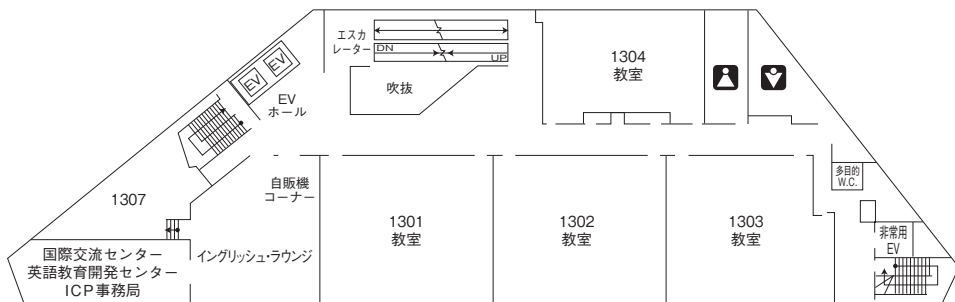 エスカ
レーター
DN
UP
吹抜
1304
教室
EV
EV
EV
ホール
自販機
コーナー
多目的
W.C.
1307
1301
教室
1302
教室
1303
教室
国際交流センター
英語教育開発センター
ICP事務局
イングリッシュ・ラウンジ
非常用
EV